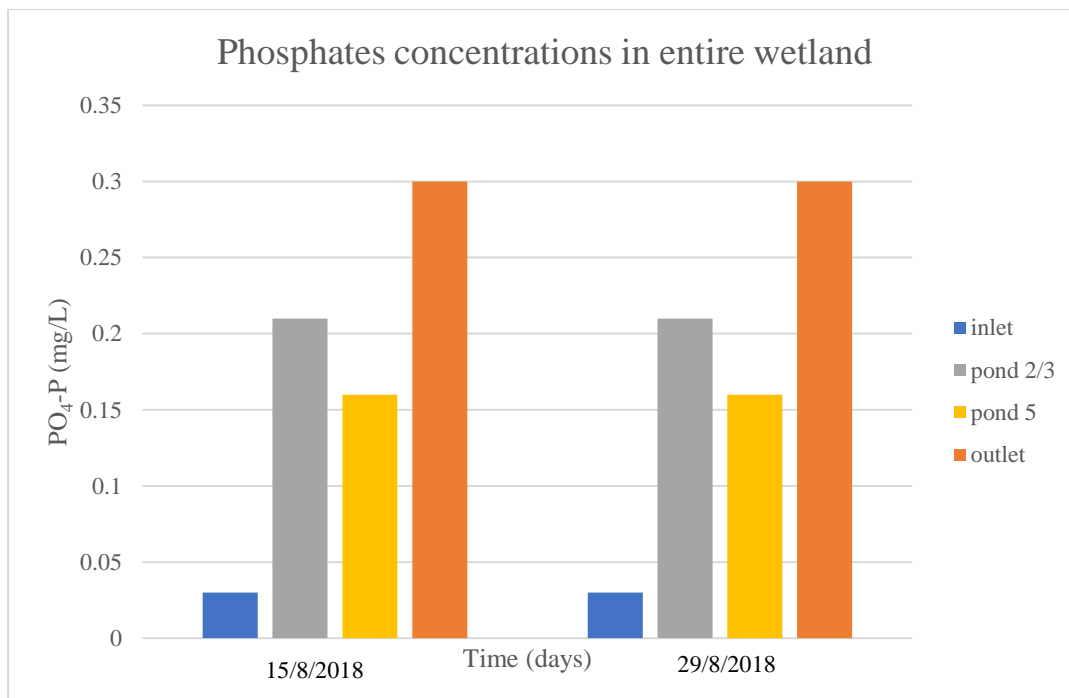 Phosphates concentrations in entire wetland
0.35
0.3
0.25
0.2
0.15
0.1
0.05
0
PO₄-P (mg/L)
15/8/2018
Time (days)
29/8/2018
inlet
pond 2/3
pond 5
outlet